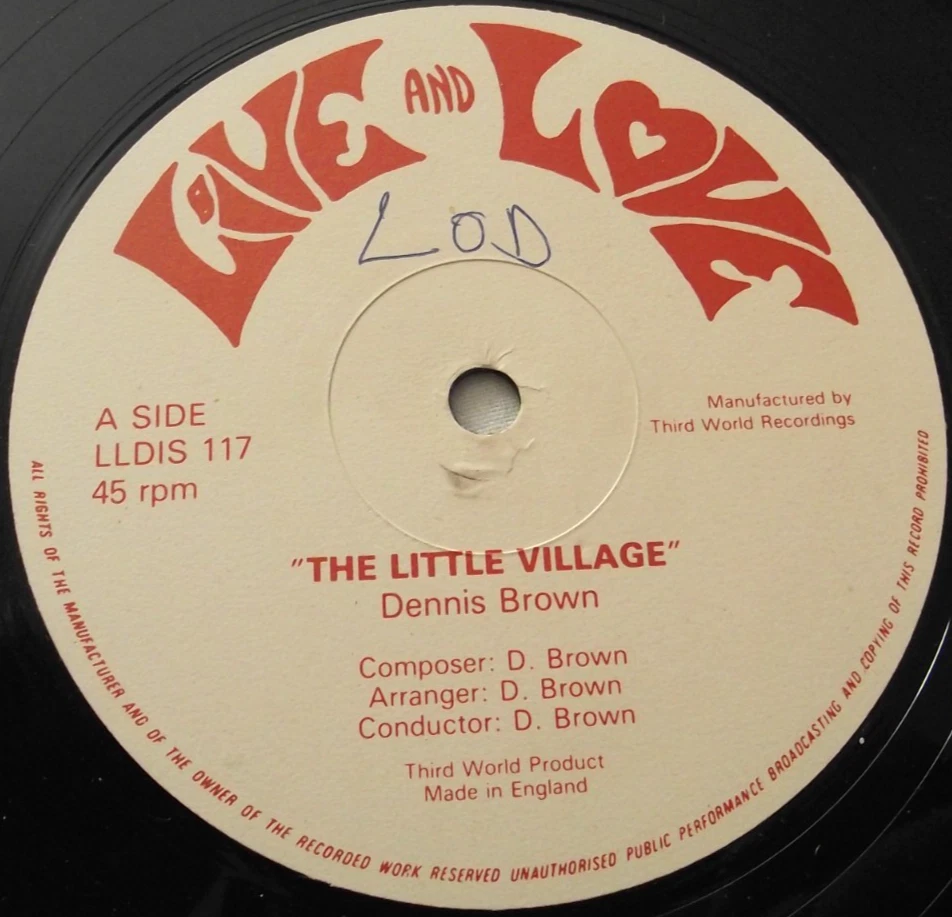 LIVE AND LOVE
LOD
A SIDE
LLDIS 117
45 rpm
Manufactured by
Third World Recordings
"THE LITTLE VILLAGE"
Dennis Brown
Composer: D. Brown
Arranger: D. Brown
Conductor: D. Brown
Third World Product
Made in England
ALL RIGHTS OF THE MANUFACTURER AND OF THE OWNER OF THE RECORDED WORK RESERVED UNAUTHORISED PUBLIC PERFORMANCE BROADCASTING AND COPYING OF THIS RECORD PROHIBITED